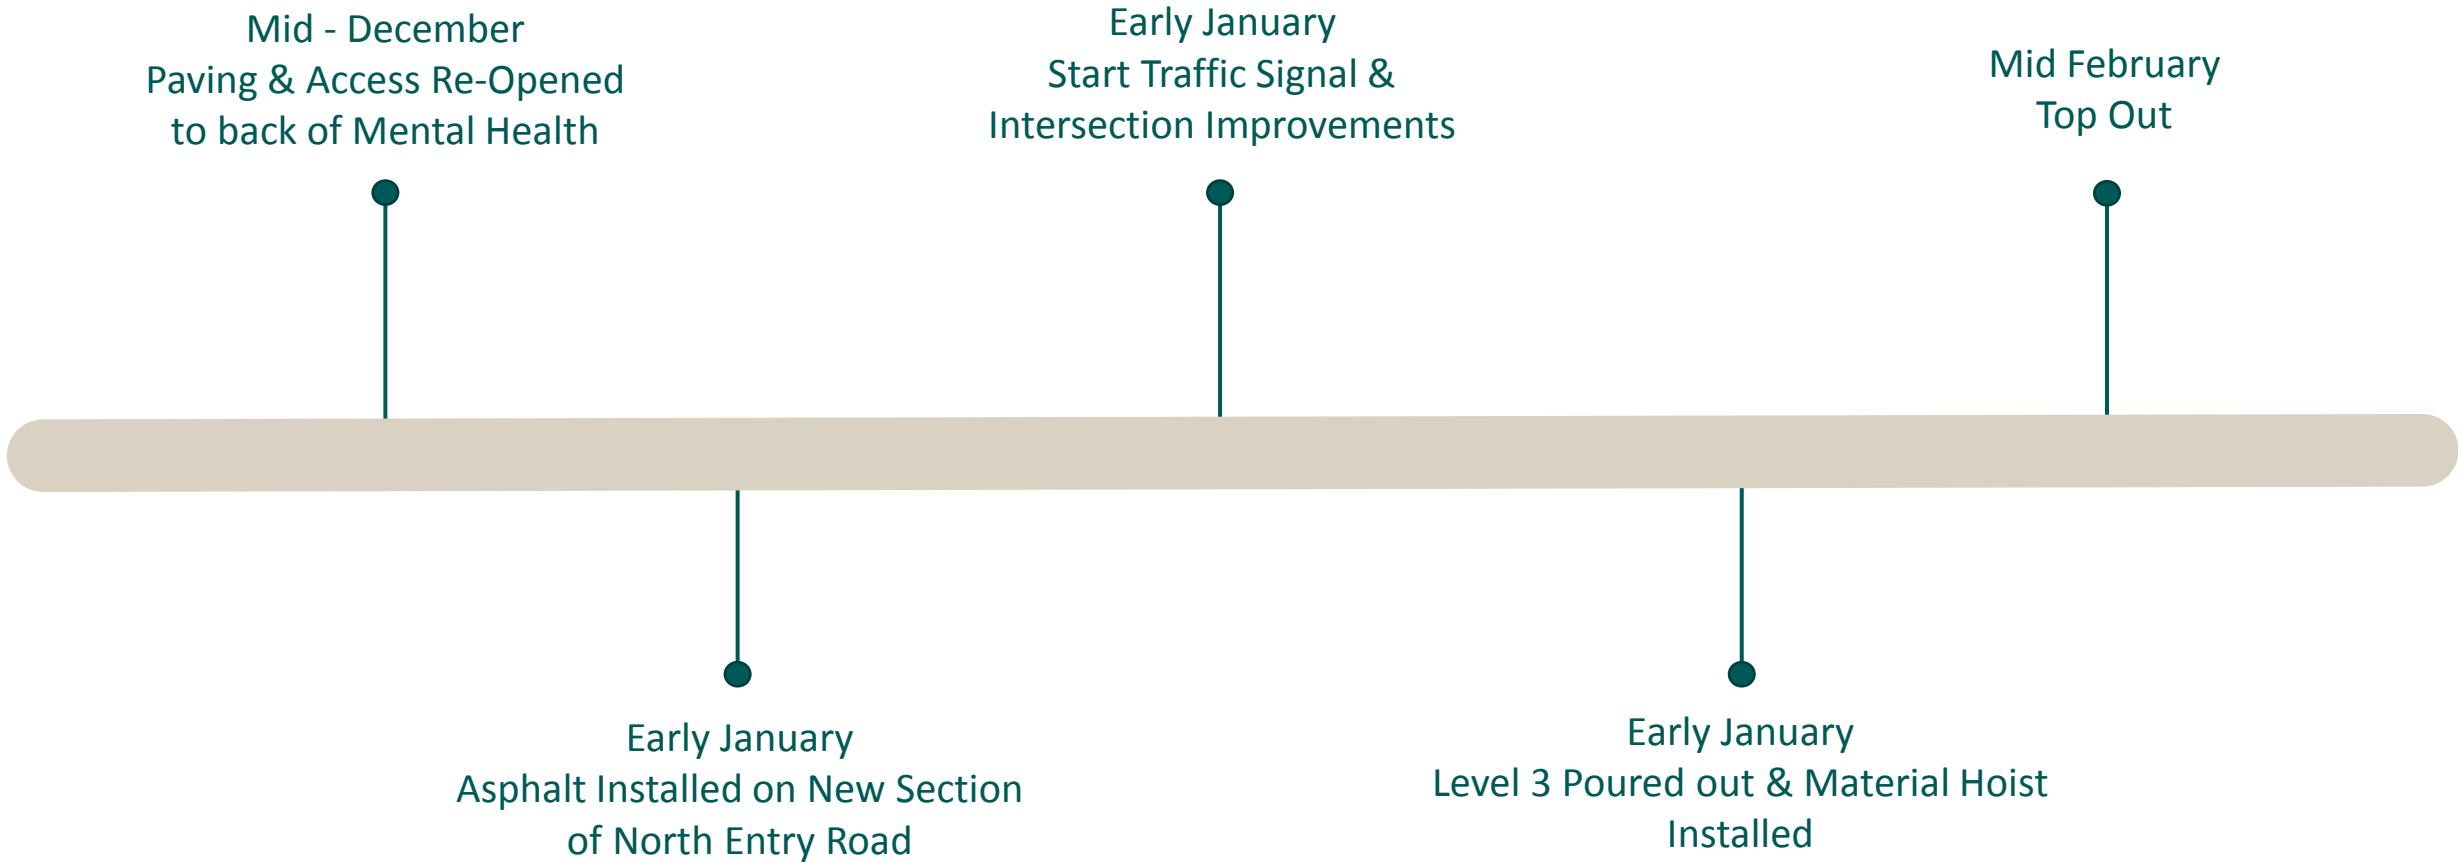 Mid - December
Paving & Access Re-Opened
to back of Mental Health
Early January
Start Traffic Signal &
Intersection Improvements
Mid February
Top Out
Early January
Asphalt Installed on New Section
of North Entry Road
Early January
Level 3 Poured out & Material Hoist
Installed